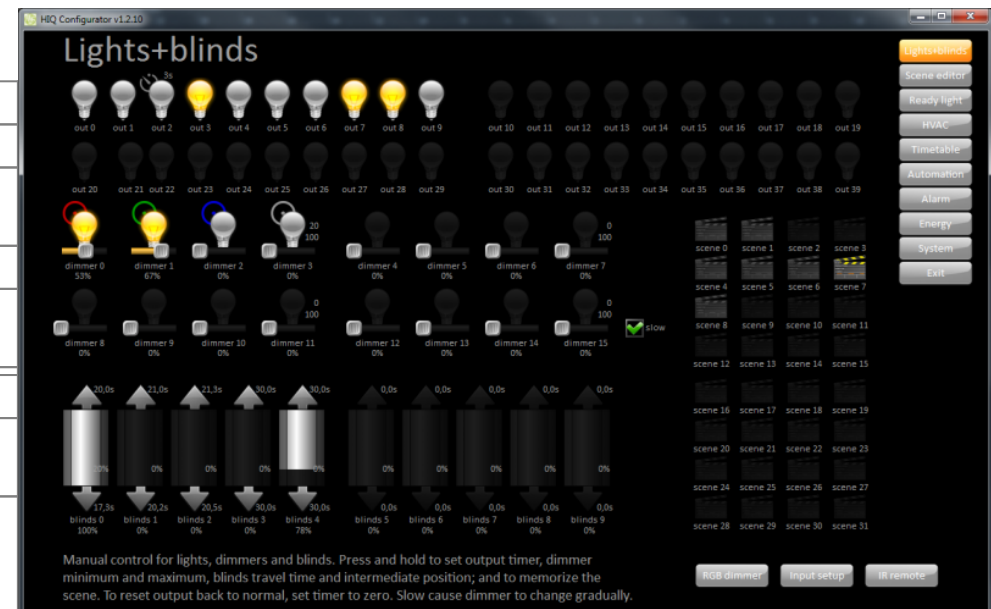 HIQ Configurator v1.2.10
Lights+blinds
Lights+blinds
Scene editor
Ready light
HVAC
Timetable
Automation
Alarm
Energy
System
Exit
3s
out 0 out 1 out 2 out 3 out 4 out 5 out 6 out 7 out 8 out 9 out 10 out 11 out 12 out 13 out 14 out 15 out 16 out 17 out 18 out 19
out 20 out 21 out 22 out 23 out 24 out 25 out 26 out 27 out 28 out 29 out 30 out 31 out 32 out 33 out 34 out 35 out 36 out 37 out 38 out 39
20 0
100 100
dimmer 0 dimmer 1 dimmer 2 dimmer 3 dimmer 4 dimmer 5 dimmer 6 dimmer 7
53% 67% 0% 0% 0% 0% 0% 0%
0 0
100 100
slow
dimmer 8 dimmer 9 dimmer 10 dimmer 11 dimmer 12 dimmer 13 dimmer 14 dimmer 15
0% 0% 0% 0% 0% 0% 0% 0%
scene 0 scene 1 scene 2 scene 3
scene 4 scene 5 scene 6 scene 7
scene 8 scene 9 scene 10 scene 11
scene 12 scene 13 scene 14 scene 15
scene 16 scene 17 scene 18 scene 19
scene 20 scene 21 scene 22 scene 23
scene 24 scene 25 scene 26 scene 27
scene 28 scene 29 scene 30 scene 31
20,0s 21,0s 21,3s 30,0s 30,0s 0,0s 0,0s 0,0s 0,0s 0,0s
0% 0% 0% 0% 0% 0% 0% 0% 0%
17,3s 20,2s 20,5s 30,0s 30,0s 0,0s 0,0s 0,0s 0,0s 0,0s
blinds 0 blinds 1 blinds 2 blinds 3 blinds 4 blinds 5 blinds 6 blinds 7 blinds 8 blinds 9
100% 0% 0% 0% 78% 0% 0% 0% 0% 0%
Manual control for lights, dimmers and blinds. Press and hold to set output timer, dimmer
minimum and maximum, blinds travel time and intermediate position; and to memorize the
scene. To reset output back to normal, set timer to zero. Slow cause dimmer to change gradually.
RGB dimmer Input setup IR remote